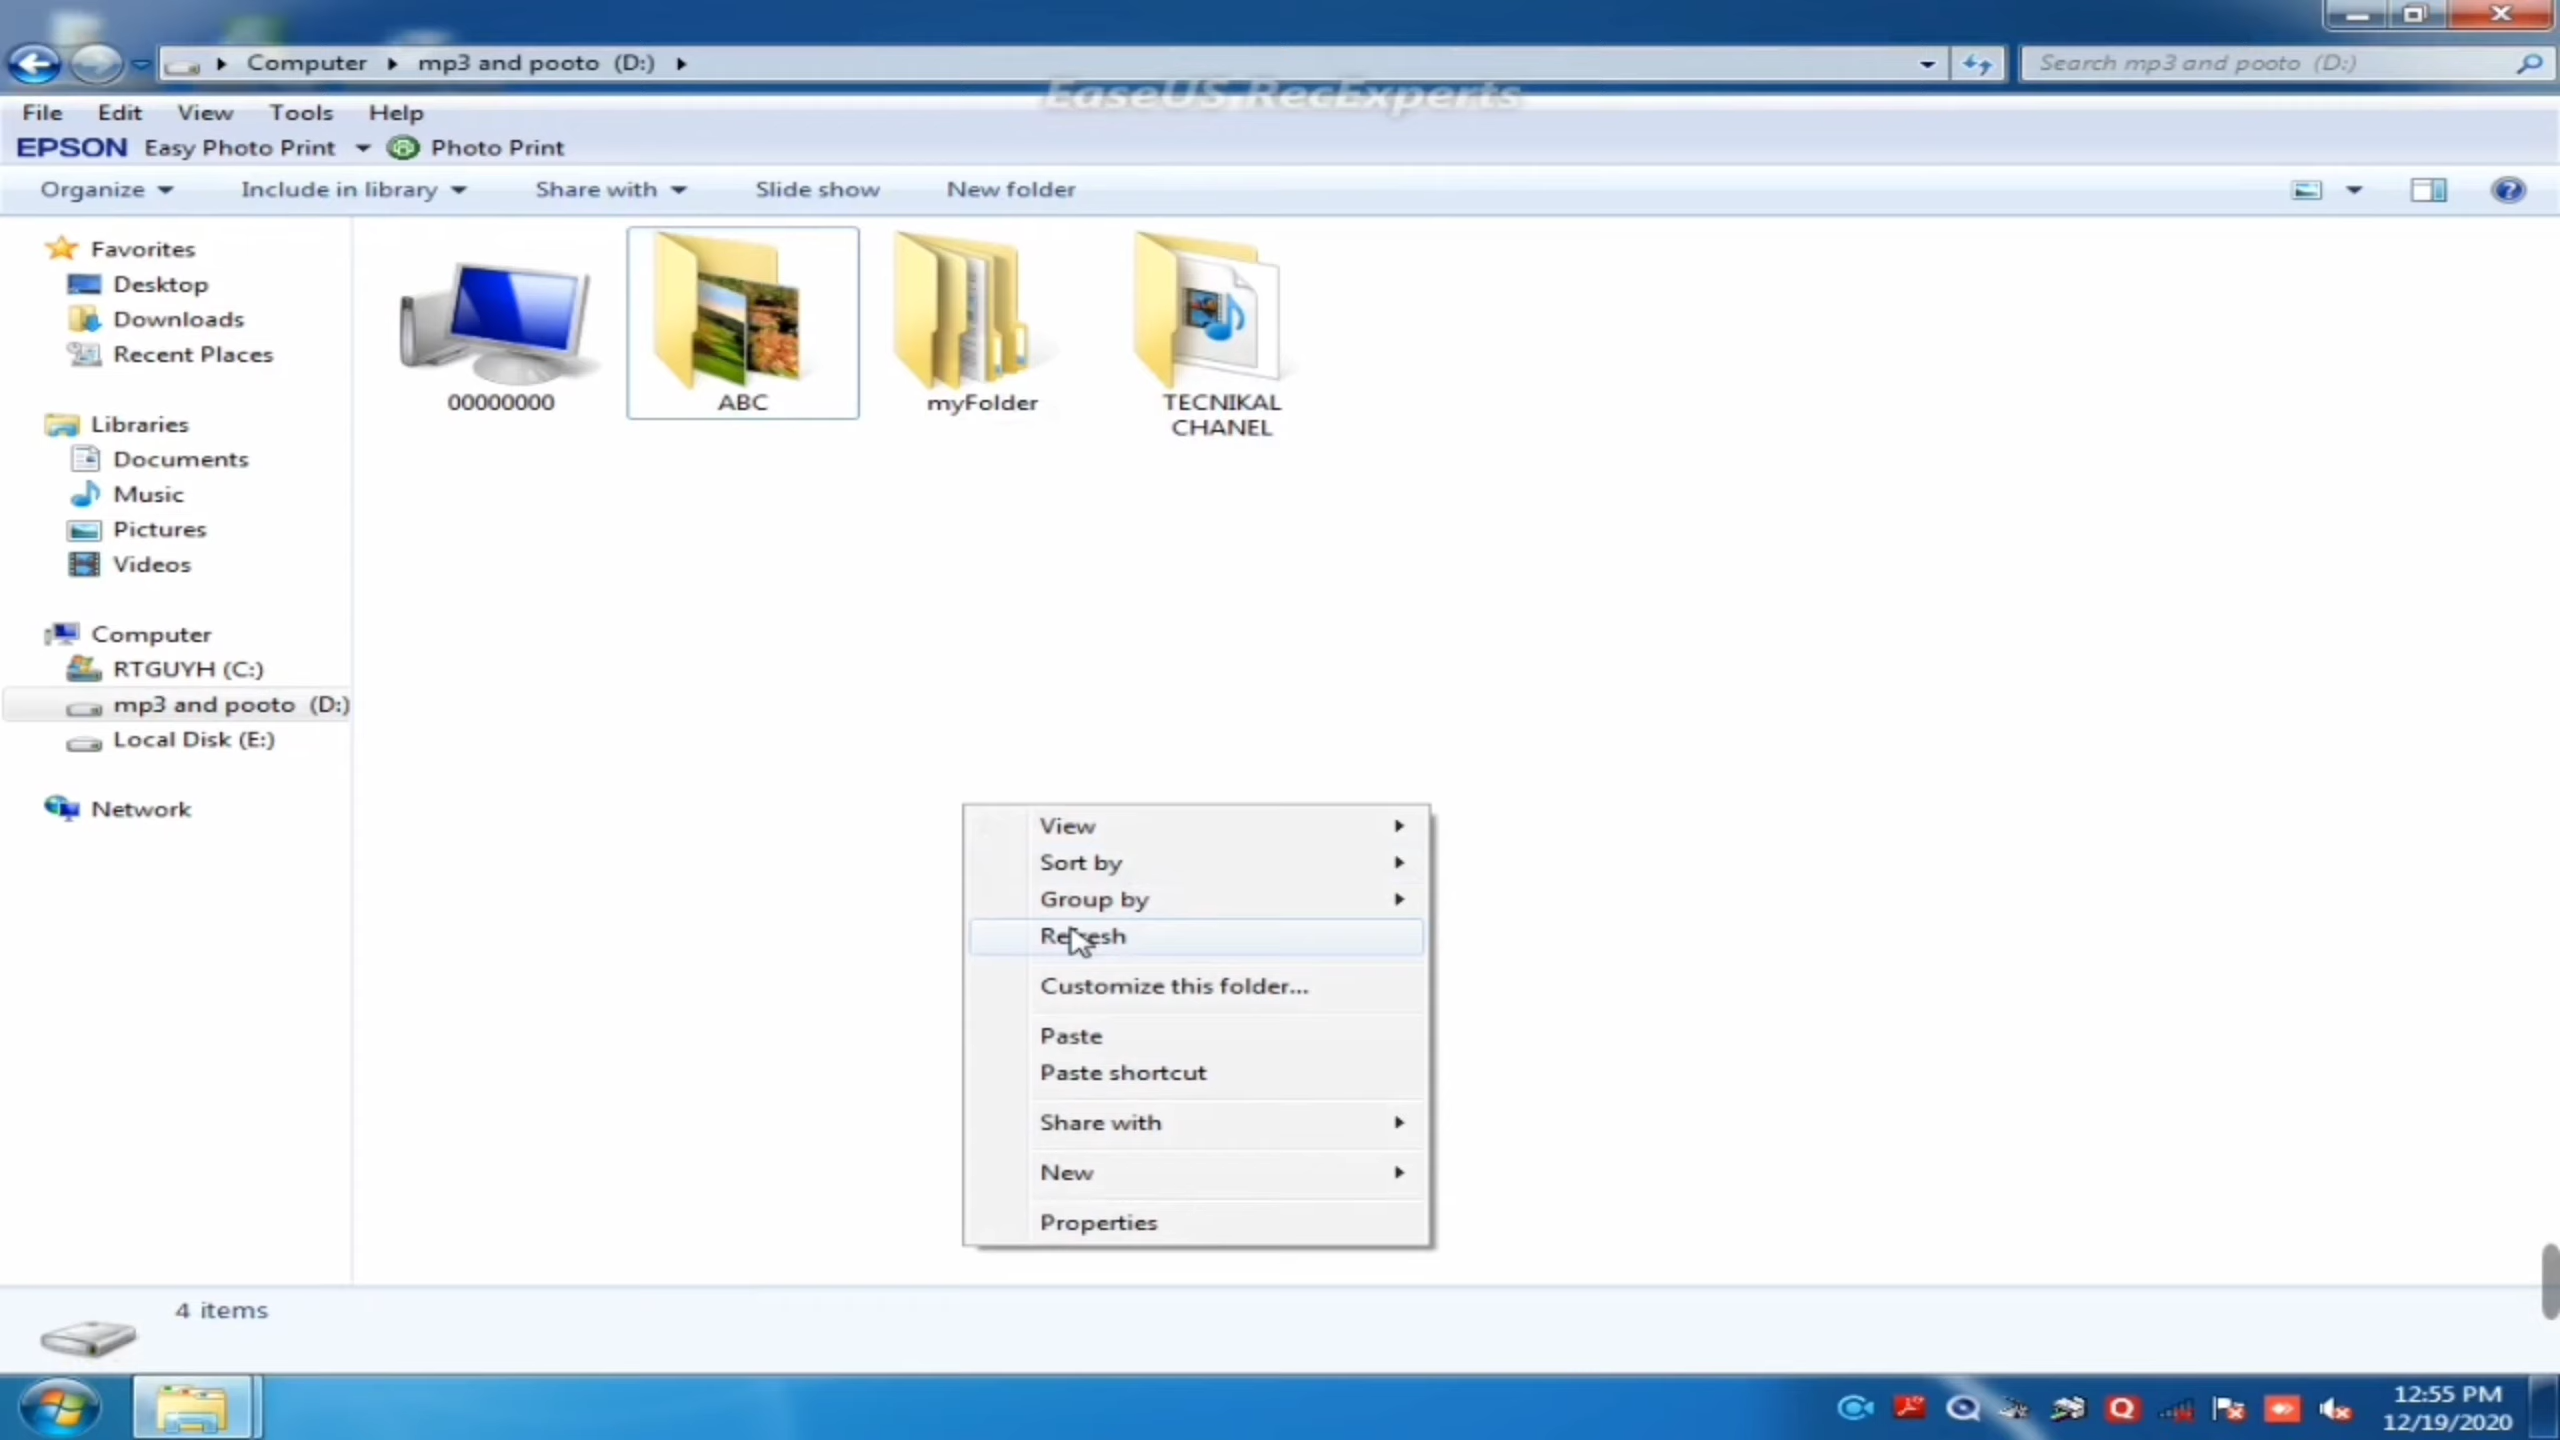 Computer mp3 and pooto (D:)
Search mp3 and pooto (D:)
EaseUS RecExperts
File Edit View Tools Help
EPSON Easy Photo Print Photo Print
Organize Include in library Share with Slide show New folder
Favorites
Desktop
Downloads
Recent Places
Libraries
Documents
Music
Pictures
Videos
Computer
RTGUYH (C:)
mp3 and pooto (D:)
Local Disk (E:)
Network
00000000
ABC
myFolder
TECNIKAL
CHANEL
View
Sort by
Group by
Refresh
Customize this folder...
Paste
Paste shortcut
Share with
New
Properties
4 items
12:55 PM
12/19/2020